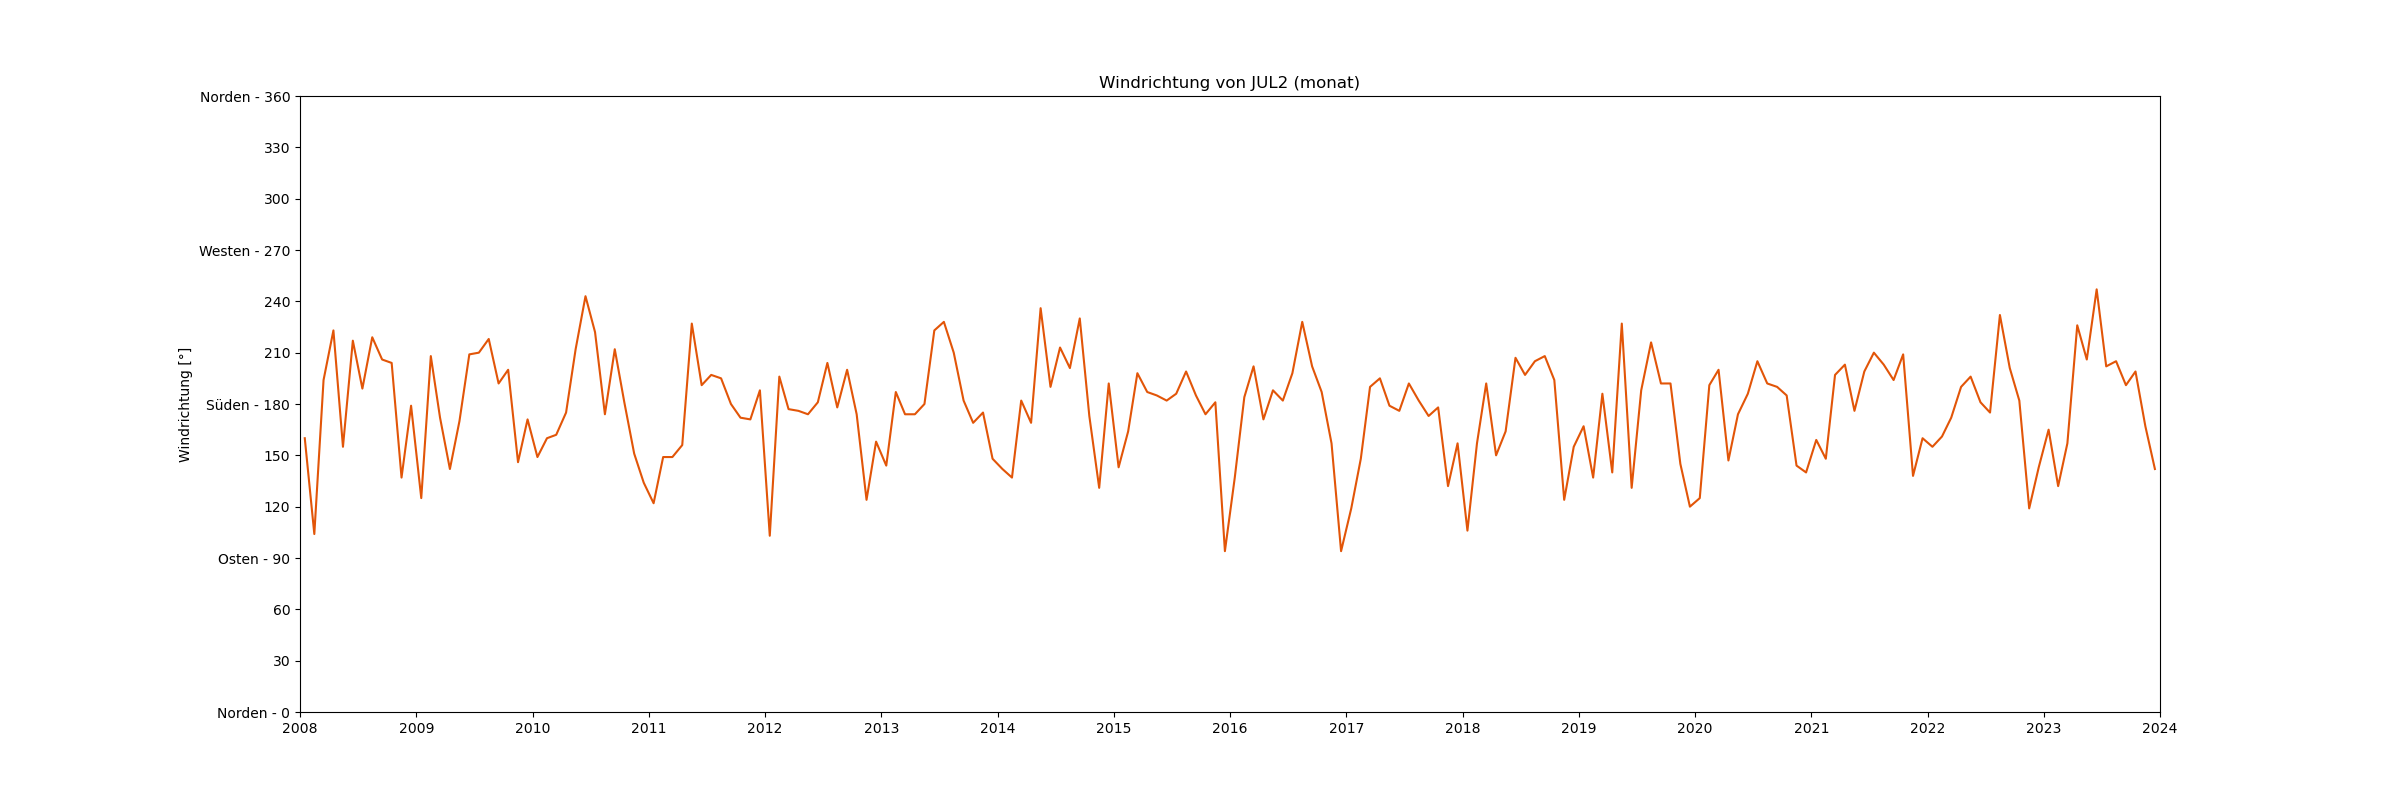 Windrichtung von JUL2 (monat)
Windrichtung [°]
Norden - 360
330
300
Westen - 270
240
210
Süden - 180
150
120
Osten - 90
60
30
Norden - 0
2008 2009 2010 2011 2012 2013 2014 2015 2016 2017 2018 2019 2020 2021 2022 2023 2024